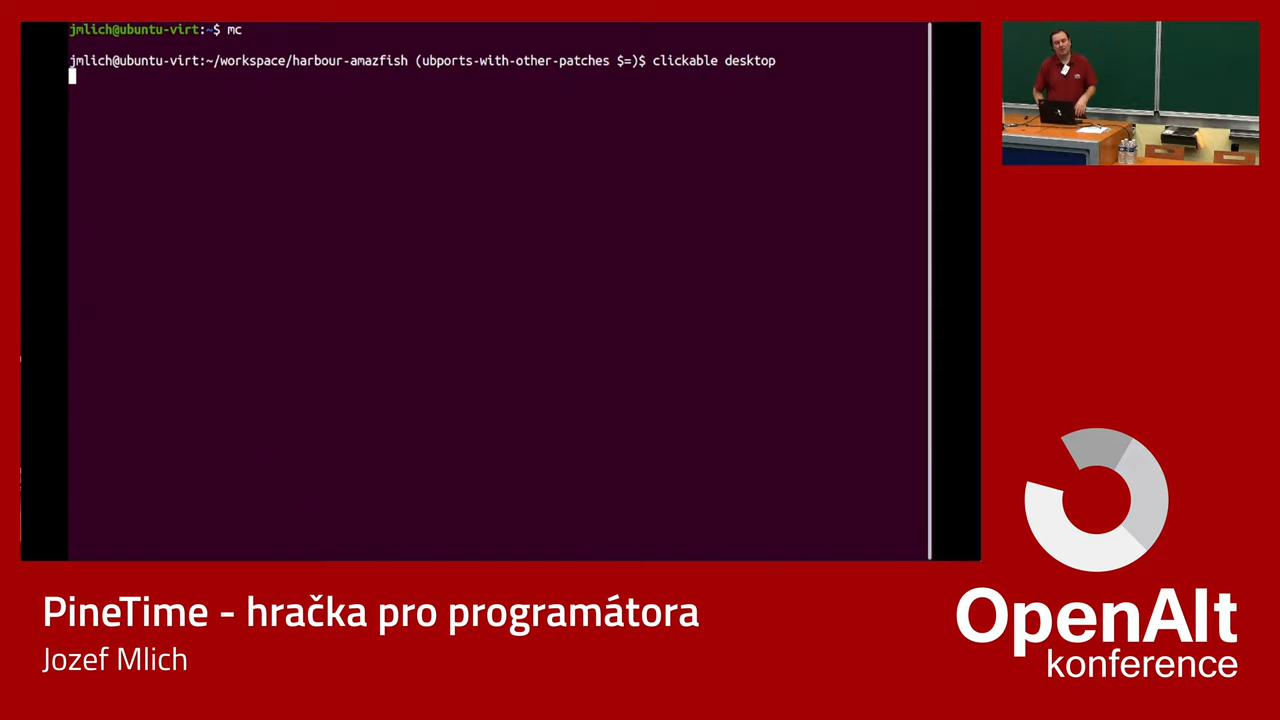 jmlich@ubuntu-virt:~$ mc
jmlich@ubuntu-virt:~/workspace/harbour-amazfish (ubports-with-other-patches $=)$ clickable desktop
PineTime - hračka pro programátora
Jozef Mlich
OpenAlt
konference